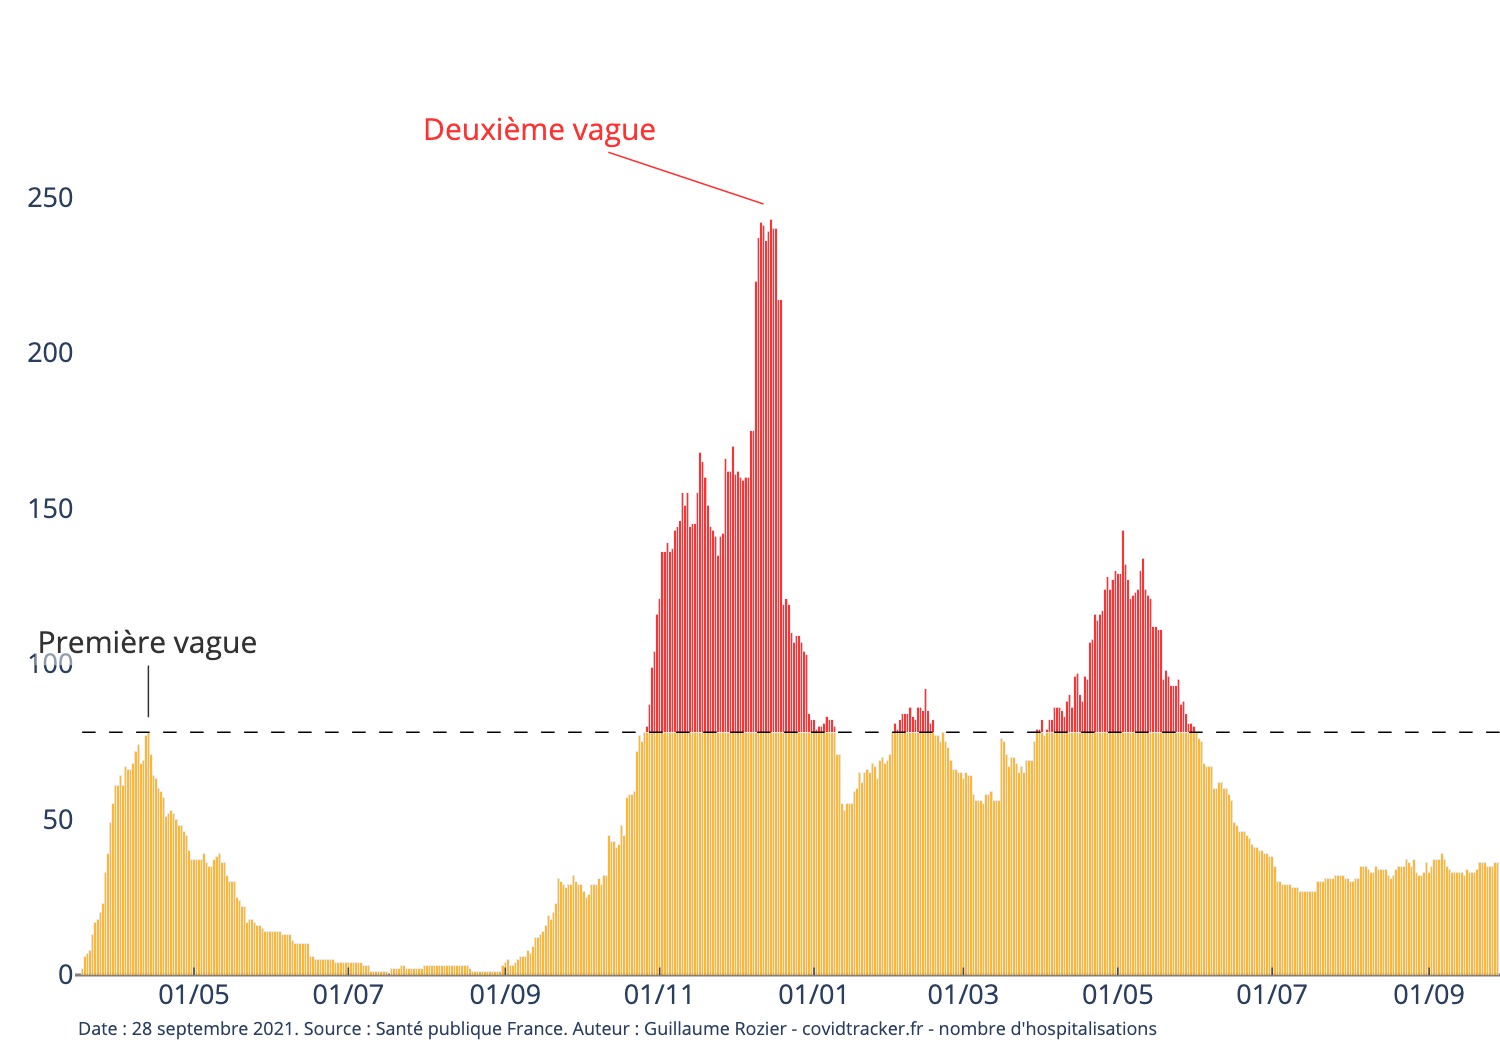 Deuxième vague
250
200
150
Première vague
100
50
0
01/05 01/07 01/09 01/11 01/01 01/03 01/05 01/07 01/09
Date : 28 septembre 2021. Source : Santé publique France. Auteur : Guillaume Rozier - covidtracker.fr - nombre d'hospitalisations